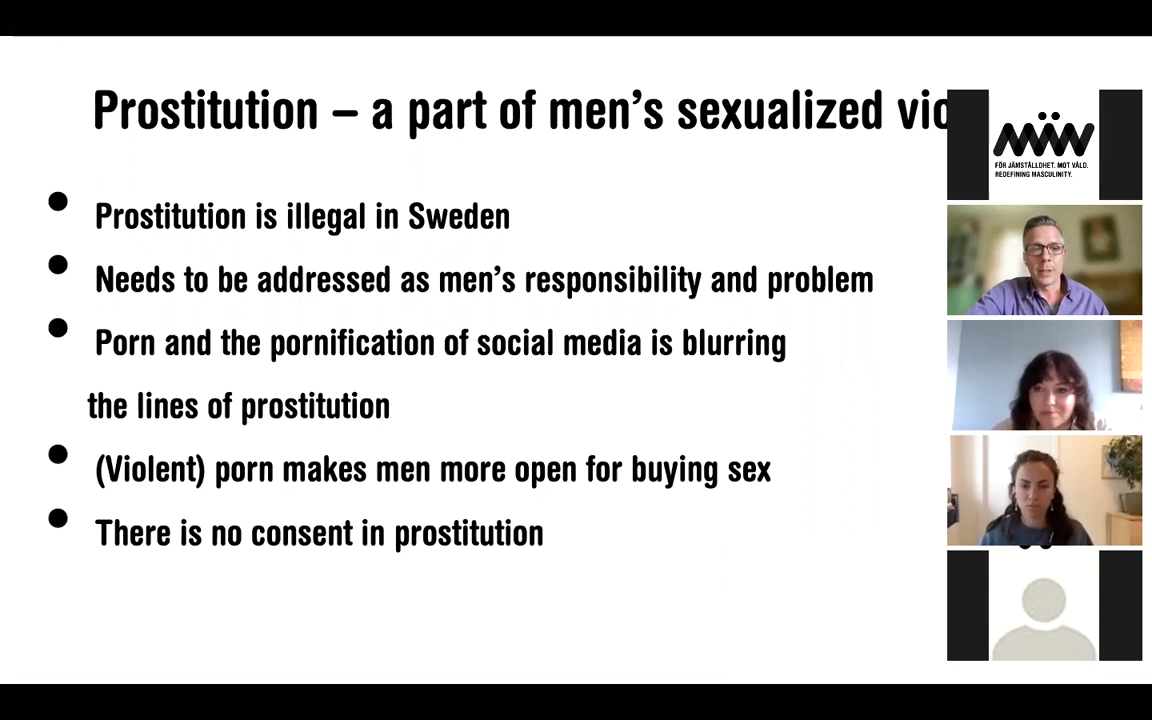 Prostitution – a part of men's sexualized
Prostitution is illegal in Sweden
Needs to be addressed as men's responsibility and problem
Porn and the pornification of social media is blurring
the lines of prostitution
(Violent) porn makes men more open for buying sex
There is no consent in prostitution
MÄN
FÖR JÄMSTÄLLDHET. MOT VÅLD.
REDEFINING MASCULINITY.